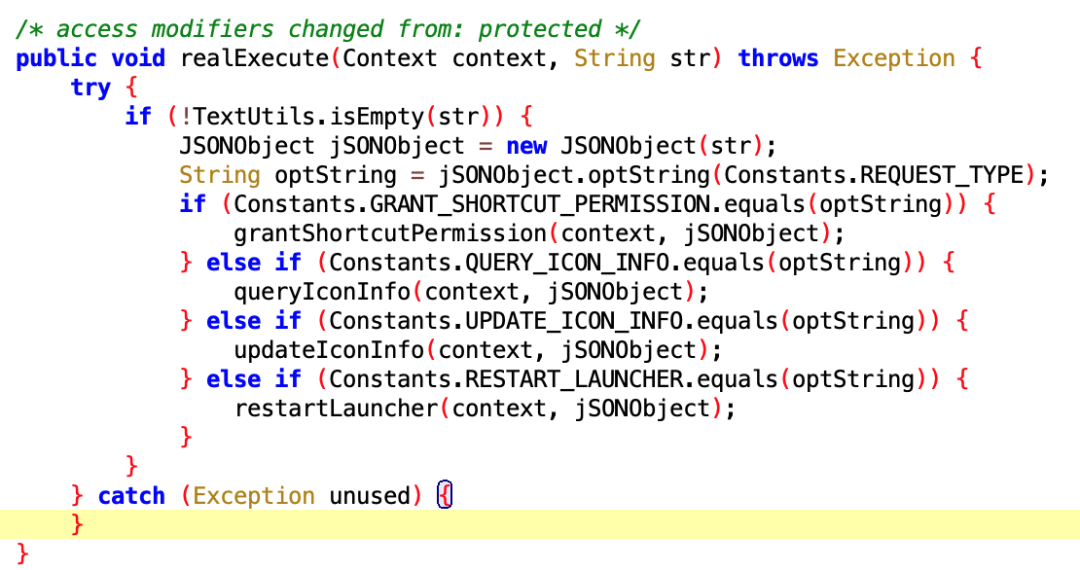 /* access modifiers changed from: protected */
public void realExecute(Context context, String str) throws Exception {
    try {
        if (!TextUtils.isEmpty(str)) {
            JSONObject jSONObject = new JSONObject(str);
            String optString = jSONObject.optString(Constants.REQUEST_TYPE);
            if (Constants.GRANT_SHORTCUT_PERMISSION.equals(optString)) {
                grantShortcutPermission(context, jSONObject);
            } else if (Constants.QUERY_ICON_INFO.equals(optString)) {
                queryIconInfo(context, jSONObject);
            } else if (Constants.UPDATE_ICON_INFO.equals(optString)) {
                updateIconInfo(context, jSONObject);
            } else if (Constants.RESTART_LAUNCHER.equals(optString)) {
                restartLauncher(context, jSONObject);
            }
        }
    } catch (Exception unused) {
    }
}